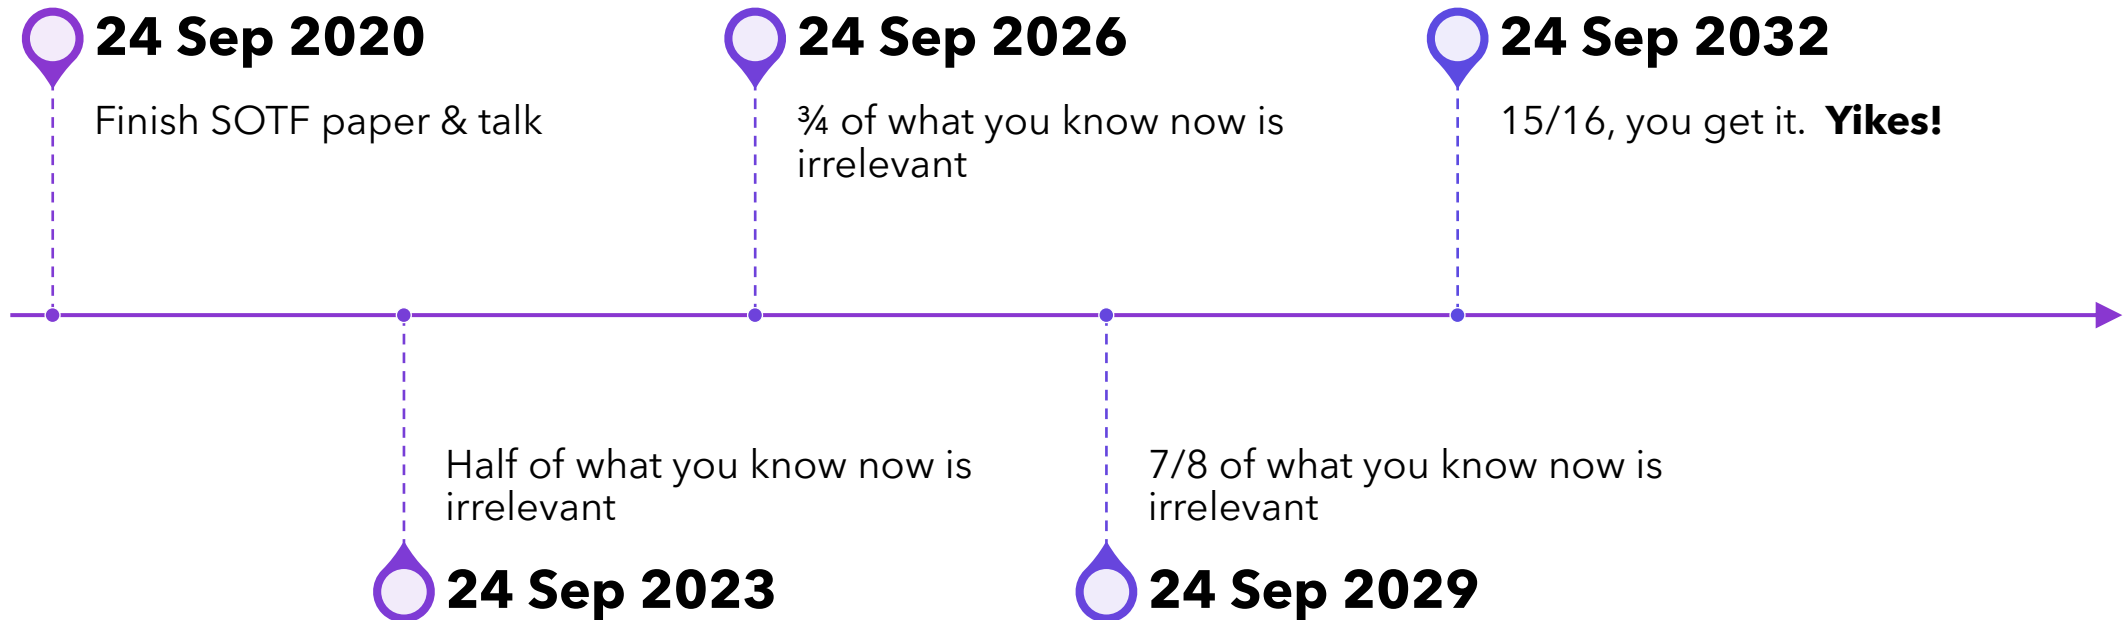 24 Sep 2020
Finish SOTF paper & talk
Half of what you know now is
irrelevant
24 Sep 2023
24 Sep 2026
¾ of what you know now is
irrelevant
7/8 of what you know now is
irrelevant
24 Sep 2029
24 Sep 2032
15/16, you get it. Yikes!